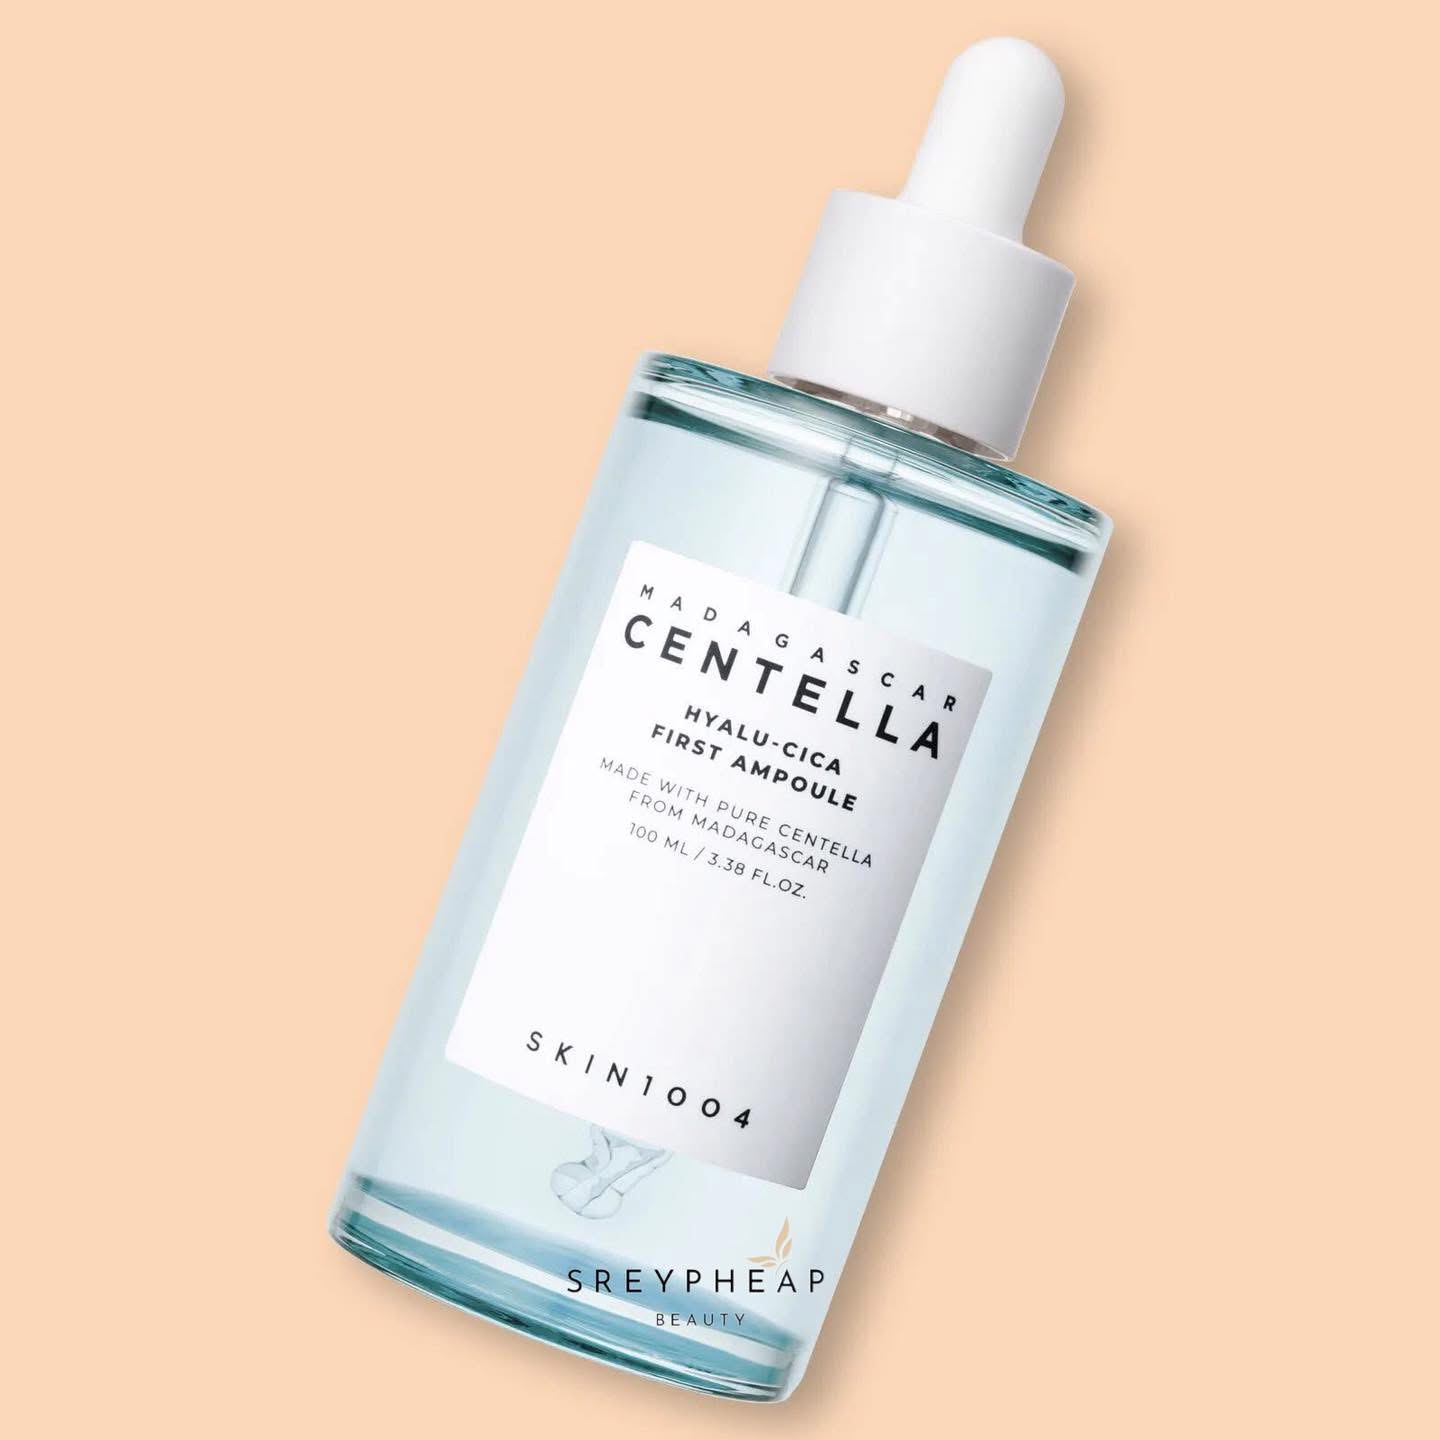 MADAGASCAR
CENTELLA
HYALU-CICA
FIRST AMPOULE
MADE WITH PURE CENTELLA
FROM MADAGASCAR
100 ML / 3.38 FL.OZ.
SKIN1004
SREYPHEAP
BEAUTY